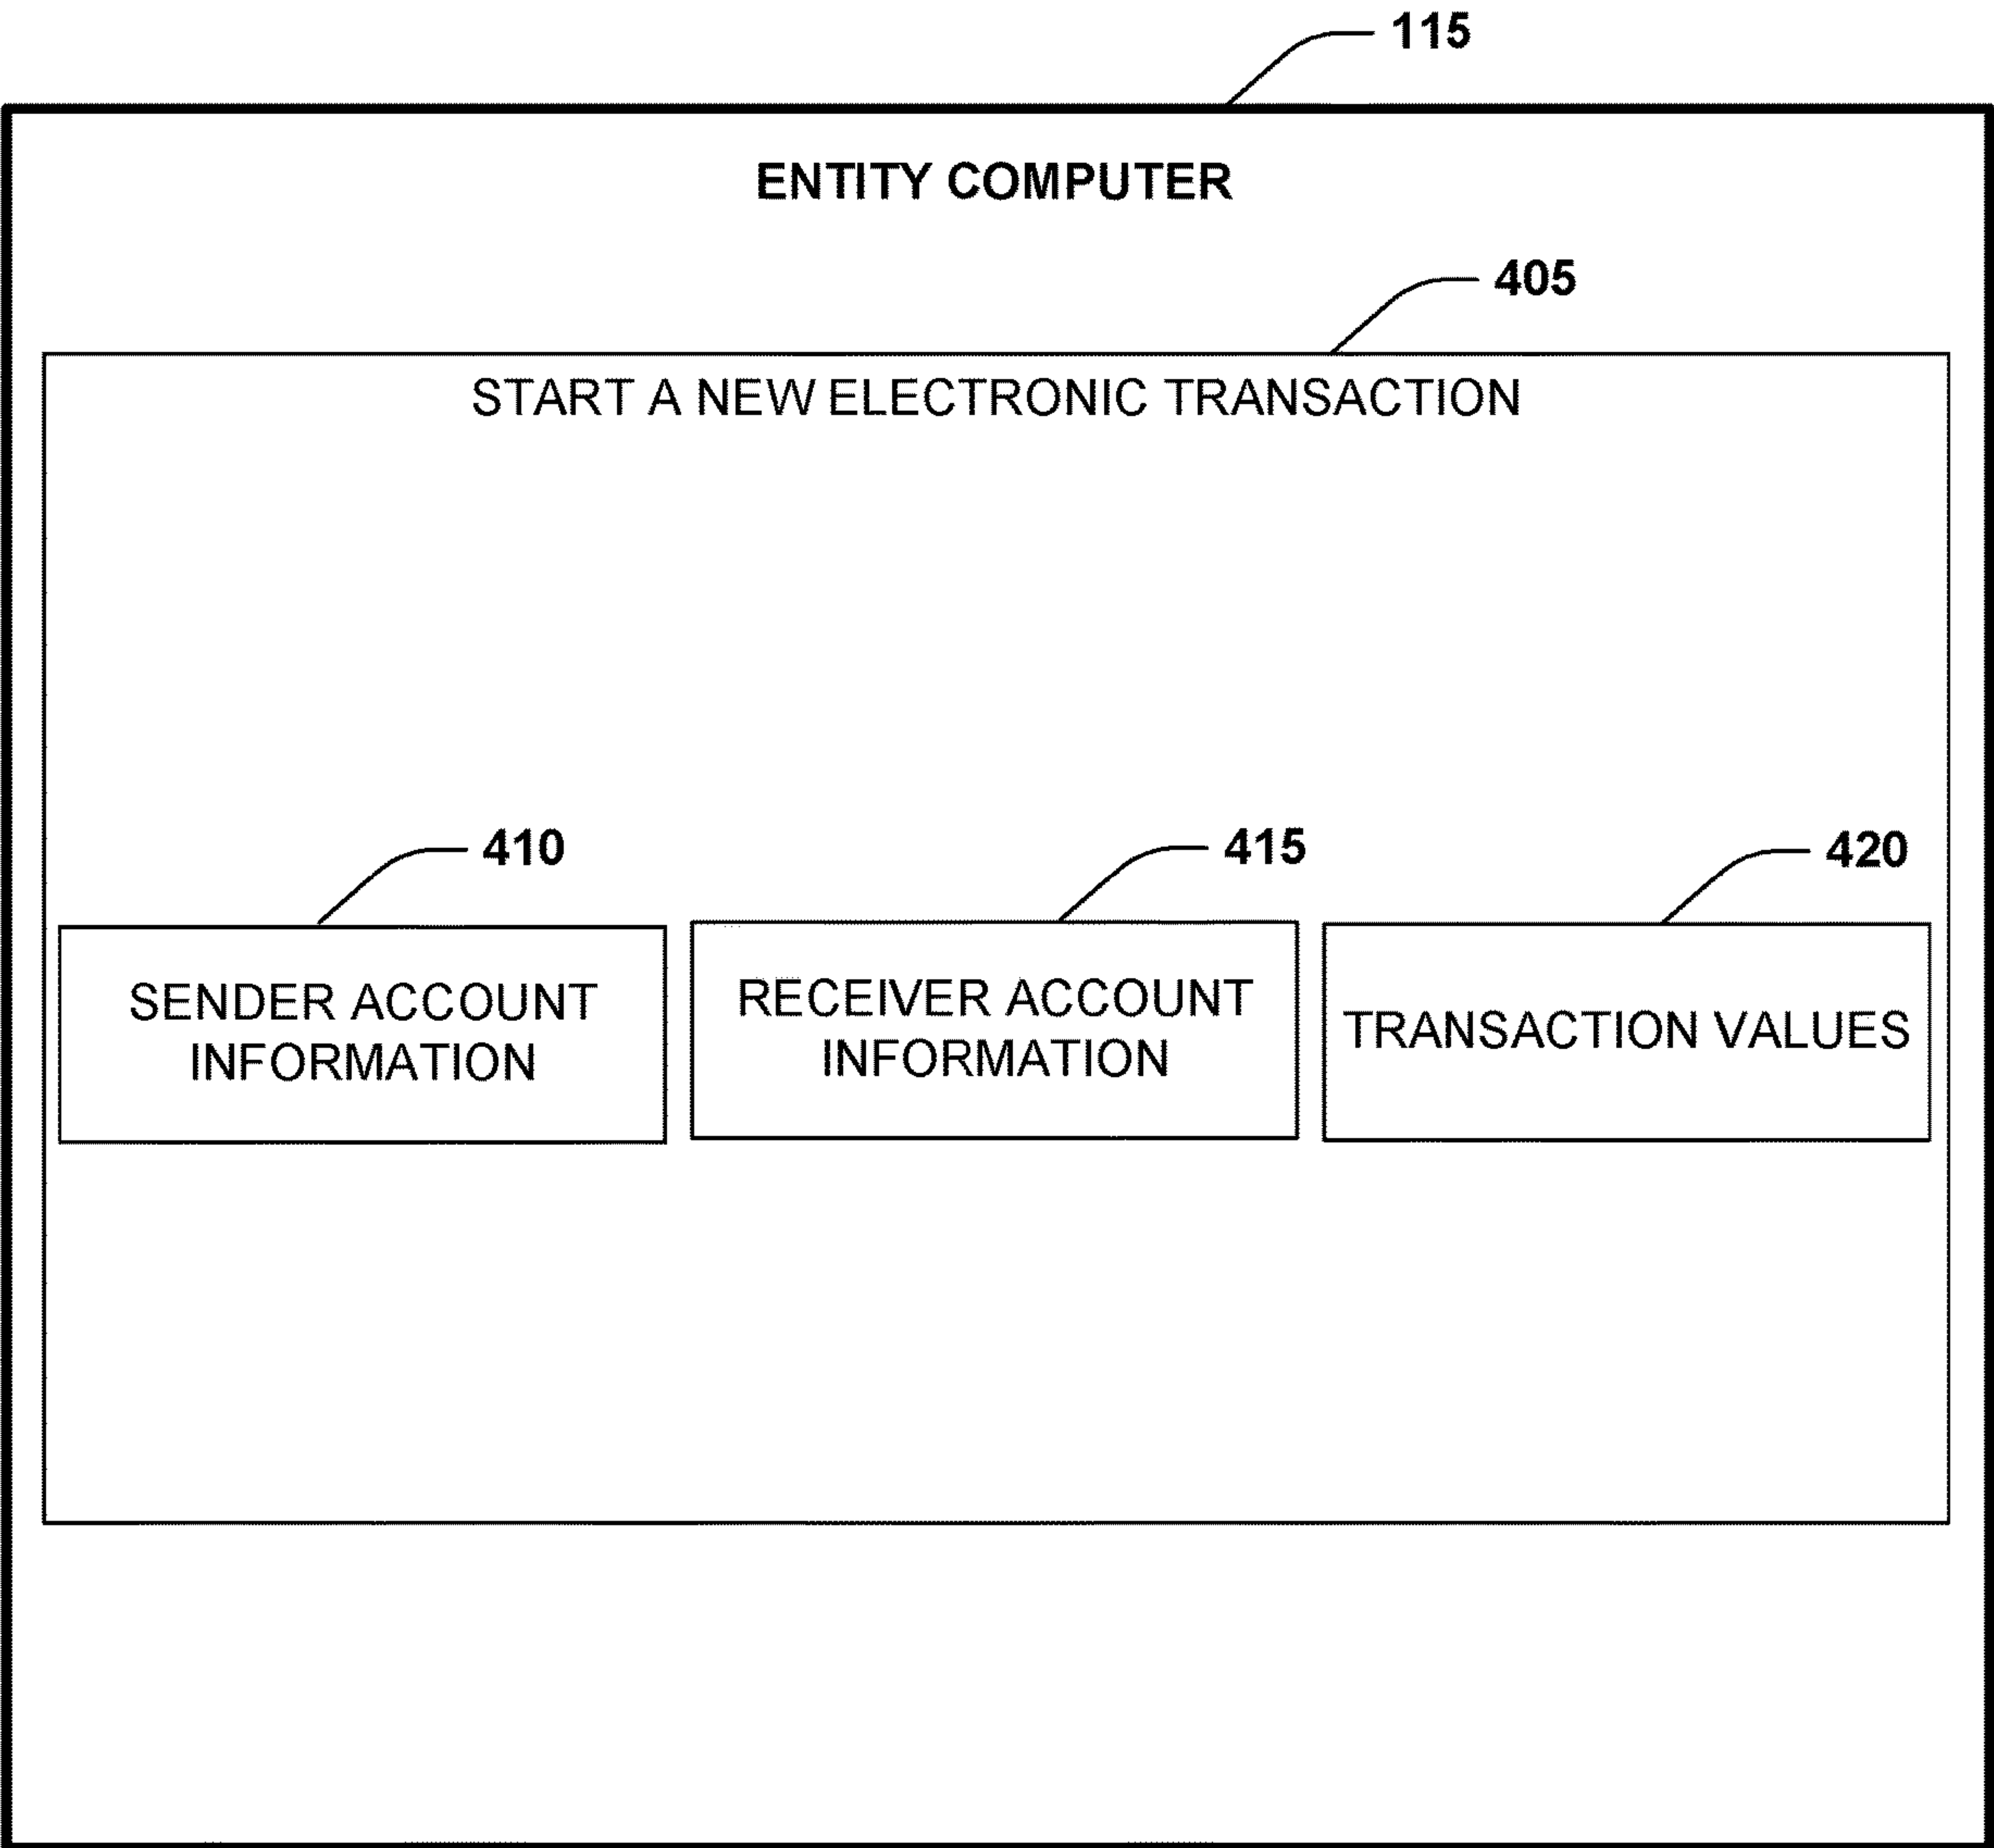 115
ENTITY COMPUTER
405
START A NEW ELECTRONIC TRANSACTION
410
415
420
SENDER ACCOUNT
INFORMATION
RECEIVER ACCOUNT
INFORMATION
TRANSACTION VALUES